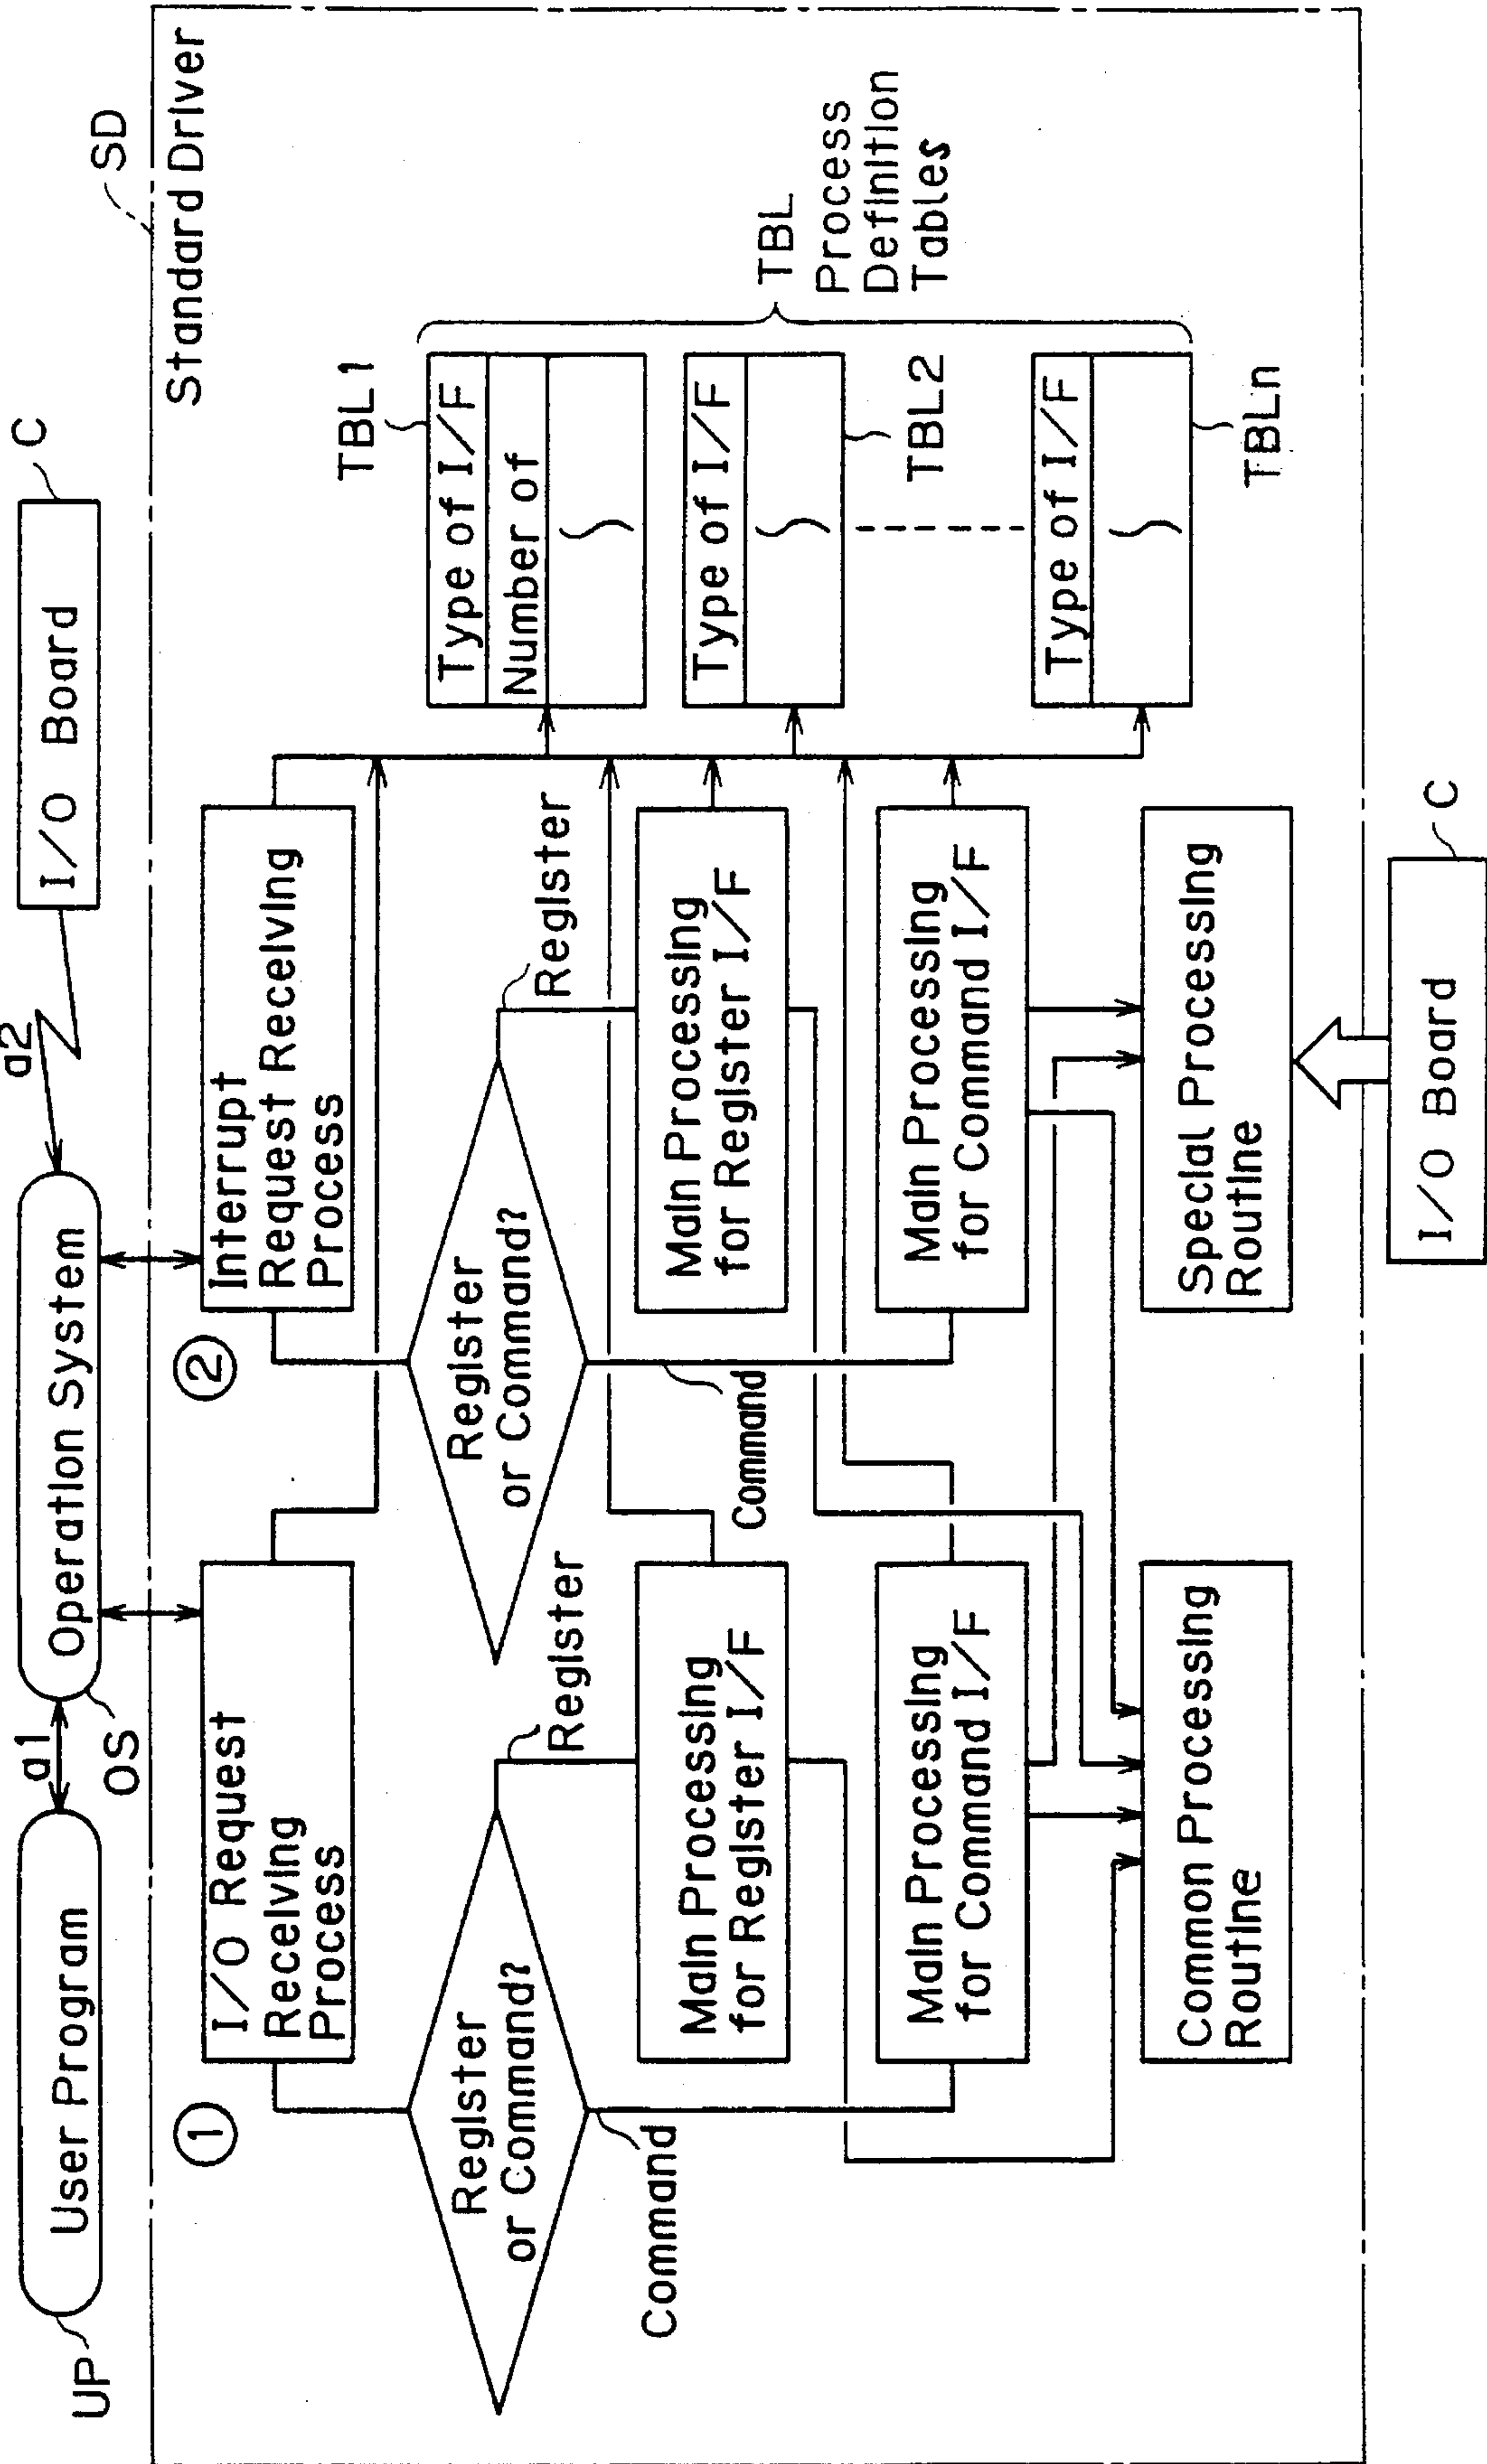 UP
User Program
a1
OS
Operation System
a2
I/O Board
C
SD
Standard Driver
①
I/O Request
Receiving
Process
②
Interrupt
Request Receiving
Process
Register
or Command?
Register
Command
Register
or Command?
Register
Command
Main Processing
for Register I/F
Main Processing
for Register I/F
Main Processing
for Command I/F
Main Processing
for Command I/F
Common Processing
Routine
Special Processing
Routine
TBL1
Type of I/F
Number of
Type of I/F
TBL2
Type of I/F
TBLn
TBL
Process
Definition
Tables
I/O Board
C